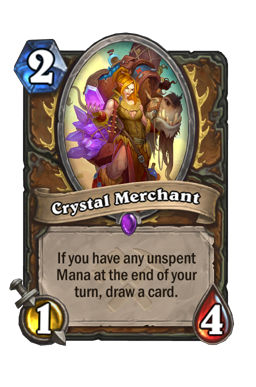 2
Crystal Merchant
If you have any unspent
Mana at the end of your
turn, draw a card.
1
4